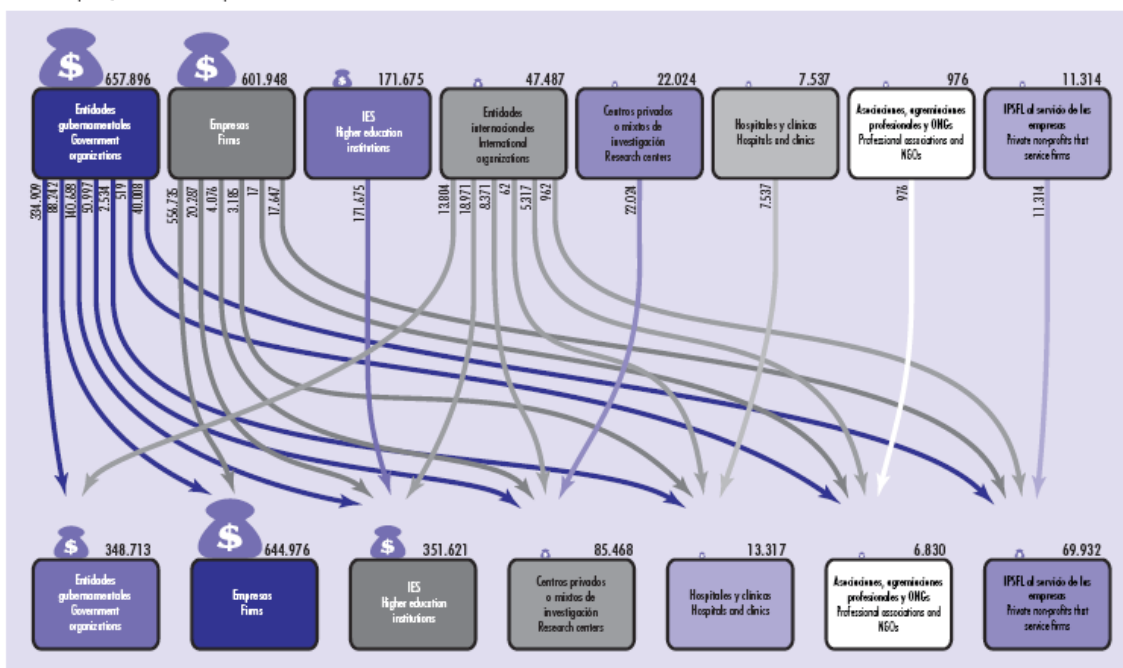 657.896
601.948
171.675
47.487
22.024
7.537
976
11.314
Entidades
gubernamentales
Government
organizations
Empresas
Firms
IES
Higher education
institutions
Entidades
internacionales
International
organizations
Centros privados
o mixtos de
investigación
Research centers
Hospitales y clínicas
Hospitals and clinics
Asociaciones, agremiaciones
profesionales y ONGs
Professional associations and
NGOs
IPSFL al servicio de las
empresas
Private non-profits that
service firms
334.909
88.242
140.688
50.997
2.534
519
40.008
556.735
20.287
4.076
3.185
17
17.647
171.675
13.804
18.971
8.371
62
5.317
962
22.024
7.537
976
11.314
$
$
$
$
$
348.713
644.976
351.621
85.468
13.317
6.830
69.932
Entidades
gubernamentales
Government
organizations
Empresas
Firms
IES
Higher education
institutions
Centros privados
o mixtos de
investigación
Research centers
Hospitales y clínicas
Hospitals and clinics
Asociaciones, agremiaciones
profesionales y ONGs
Professional associations and
NGOs
IPSFL al servicio de las
empresas
Private non-profits that
service firms